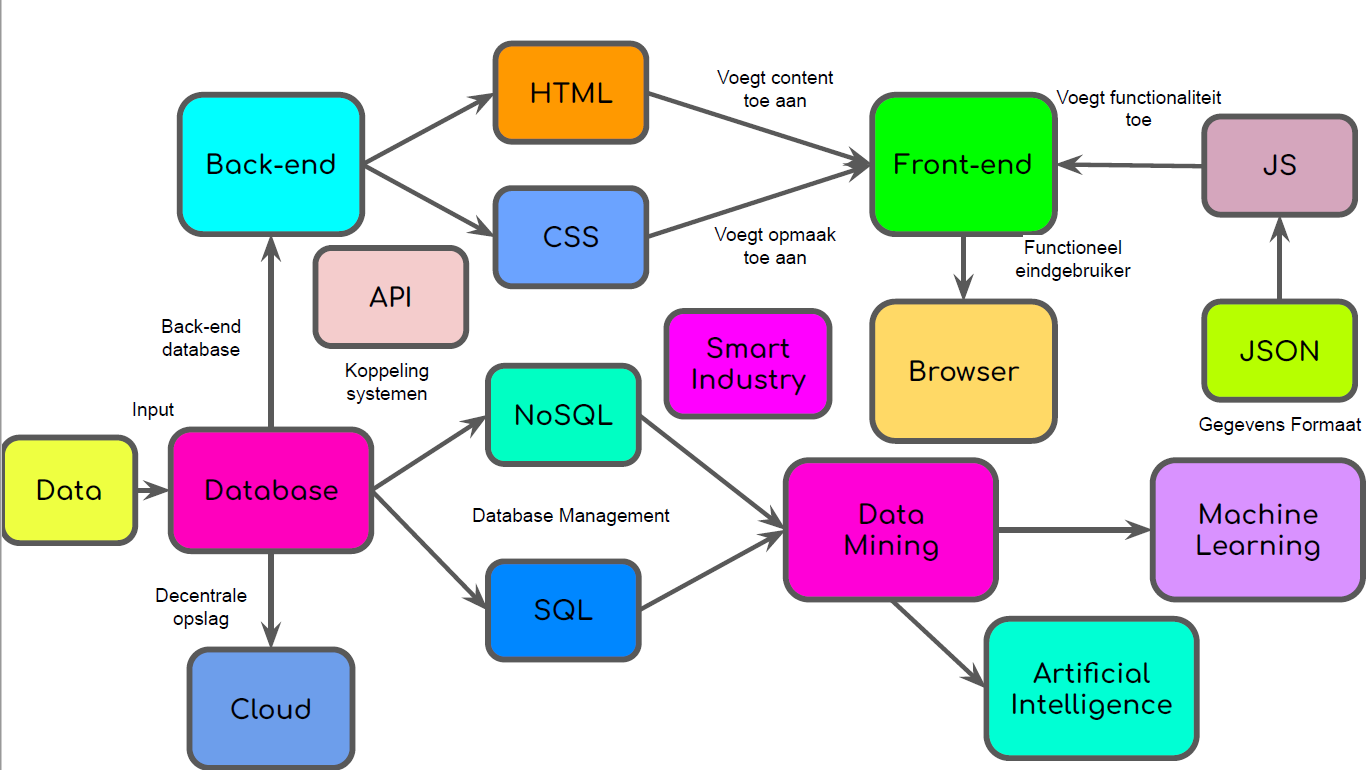 HTML
Voegt content
toe aan
Voegt functionaliteit
toe
Back-end
Front-end
JS
CSS
Voegt opmaak
toe aan
Functioneel
eindgebruiker
API
Back-end
database
Koppeling
systemen
Smart
Industry
Browser
JSON
Gegevens Formaat
Input
NoSQL
Data
Database
Database Management
Data
Mining
Machine
Learning
Decentrale
opslag
SQL
Cloud
Artificial
Intelligence